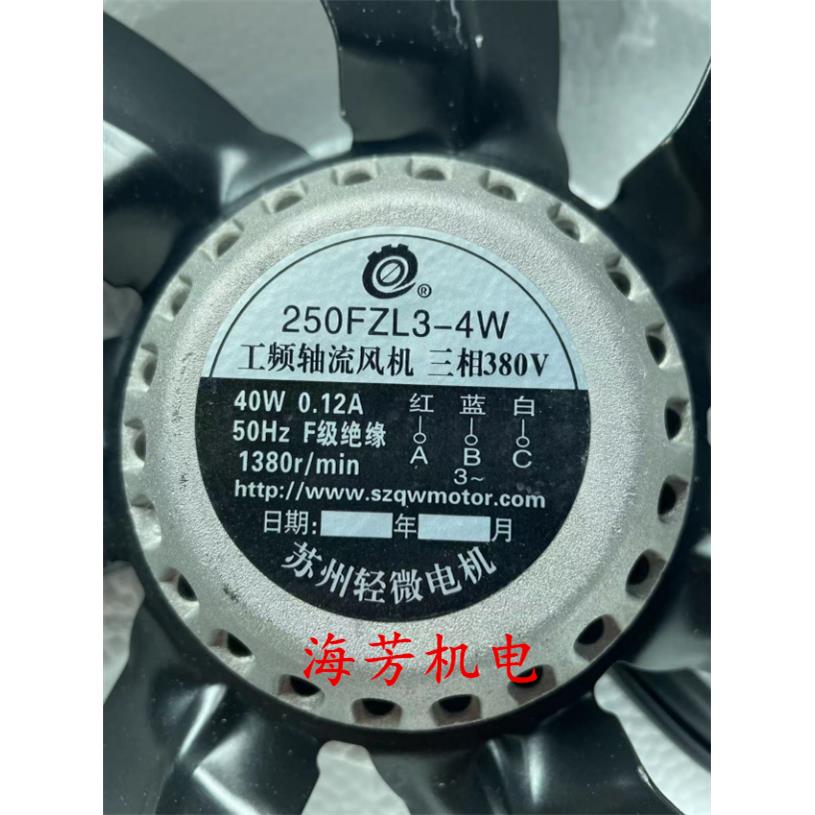 ®
250FZL3-4W
工频轴流风机 三相380V
40W 0.12A 红 蓝 白
50Hz F级绝缘
1380r/min A B C
3~
http://www.szqwmotor.com
日期: 年 月
苏州轻微电机
海芳机电